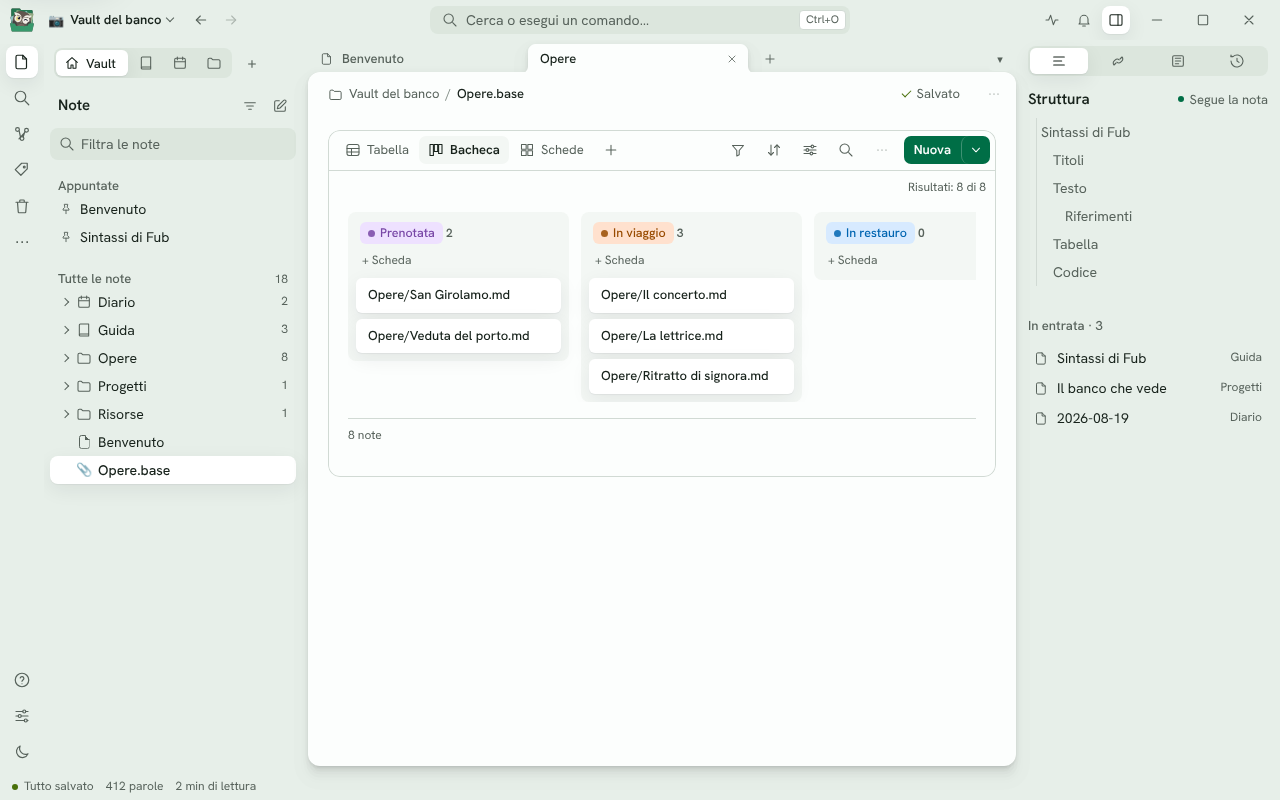 Vault del banco
Cerca o esegui un comando...
Ctrl+O
Vault
Benvenuto
Opere
Note
Filtra le note
Appuntate
Benvenuto
Sintassi di Fub
Tutte le note 18
Diario 2
Guida 3
Opere 8
Progetti 1
Risorse 1
Benvenuto
Opere.base
Vault del banco / Opere.base
Salvato
Tabella
Bacheca
Schede
Nuova
Risultati: 8 di 8
Prenotata 2
+ Scheda
Opere/San Girolamo.md
Opere/Veduta del porto.md
In viaggio 3
+ Scheda
Opere/Il concerto.md
Opere/La lettrice.md
Opere/Ritratto di signora.md
In restauro 0
+ Scheda
8 note
Struttura
Segue la nota
Sintassi di Fub
Titoli
Testo
Riferimenti
Tabella
Codice
In entrata · 3
Sintassi di Fub Guida
Il banco che vede Progetti
2026-08-19 Diario
Tutto salvato 412 parole 2 min di lettura